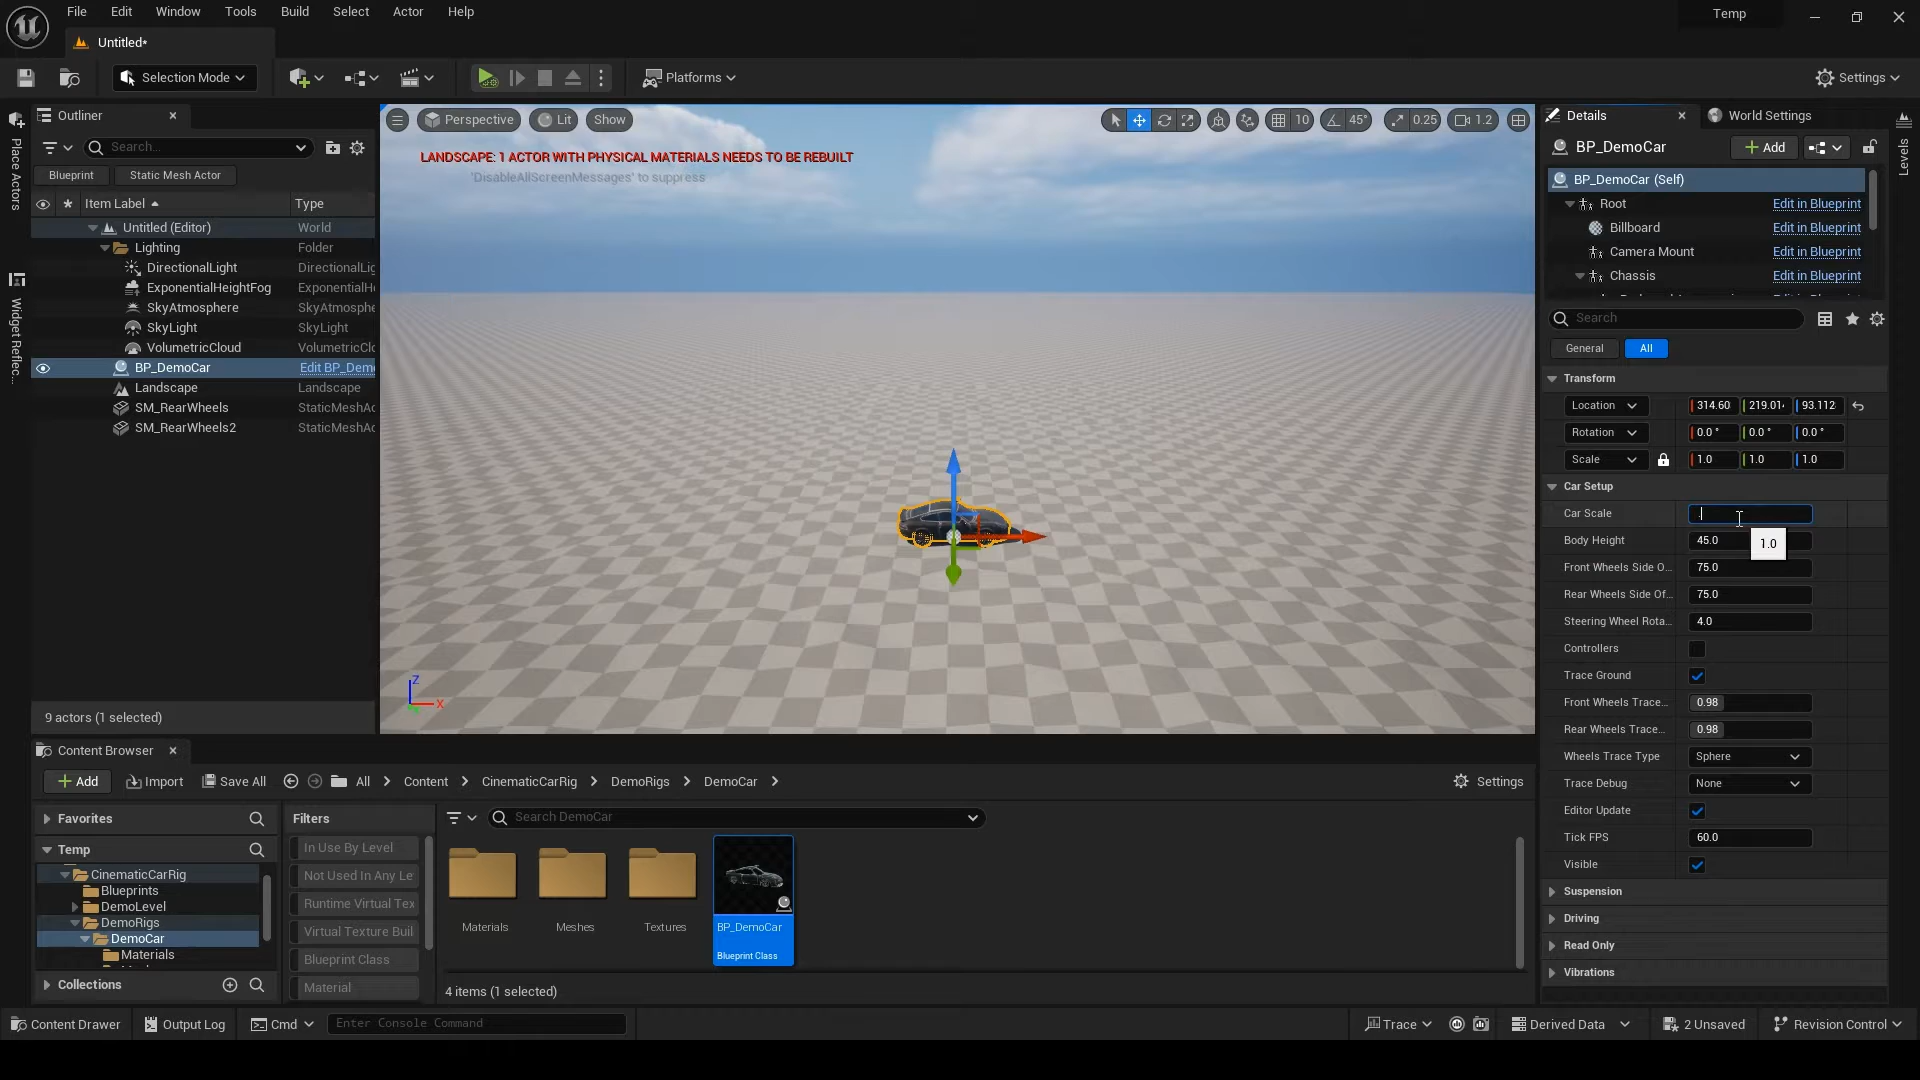 File Edit Window Tools Build Select Actor Help
Temp
Untitled*
Selection Mode
Platforms
Settings
Outliner
Search...
Blueprint Static Mesh Actor
Item Label Type
Untitled (Editor) World
Lighting Folder
DirectionalLight DirectionalLig
ExponentialHeightFog ExponentialHe
SkyAtmosphere SkyAtmosphe
SkyLight SkyLight
VolumetricCloud VolumetricClo
BP_DemoCar Edit BP_Dem
Landscape Landscape
SM_RearWheels StaticMeshAc
SM_RearWheels2 StaticMeshAc
9 actors (1 selected)
Place Actors
Widget Reflec...
Perspective Lit Show
10 45° 0.25 1.2
LANDSCAPE: 1 ACTOR WITH PHYSICAL MATERIALS NEEDS TO BE REBUILT
'DisableAllScreenMessages' to suppress
Z
X
Details World Settings
Levels
BP_DemoCar Add
BP_DemoCar (Self)
Root Edit in Blueprint
Billboard Edit in Blueprint
Camera Mount Edit in Blueprint
Chassis Edit in Blueprint
Search
General All
Transform
Location 314.60 219.01 93.112
Rotation 0.0 ° 0.0 ° 0.0 °
Scale 1.0 1.0 1.0
Car Setup
Car Scale .
Body Height 45.0
1.0
Front Wheels Side O... 75.0
Rear Wheels Side Of... 75.0
Steering Wheel Rota... 4.0
Controllers
Trace Ground
Front Wheels Trace... 0.98
Rear Wheels Trace... 0.98
Wheels Trace Type Sphere
Trace Debug None
Editor Update
Tick FPS 60.0
Visible
Suspension
Driving
Read Only
Vibrations
Content Browser
Add Import Save All All Content CinematicCarRig DemoRigs DemoCar Settings
Favorites
Temp
CinematicCarRig
Blueprints
DemoLevel
DemoRigs
DemoCar
Materials
Collections
Filters
In Use By Level
Not Used In Any Le
Runtime Virtual Tex
Virtual Texture Buil
Blueprint Class
Material
Search DemoCar
Materials Meshes Textures BP_DemoCar
Blueprint Class
4 items (1 selected)
Content Drawer Output Log Cmd Enter Console Command Trace Derived Data 2 Unsaved Revision Control